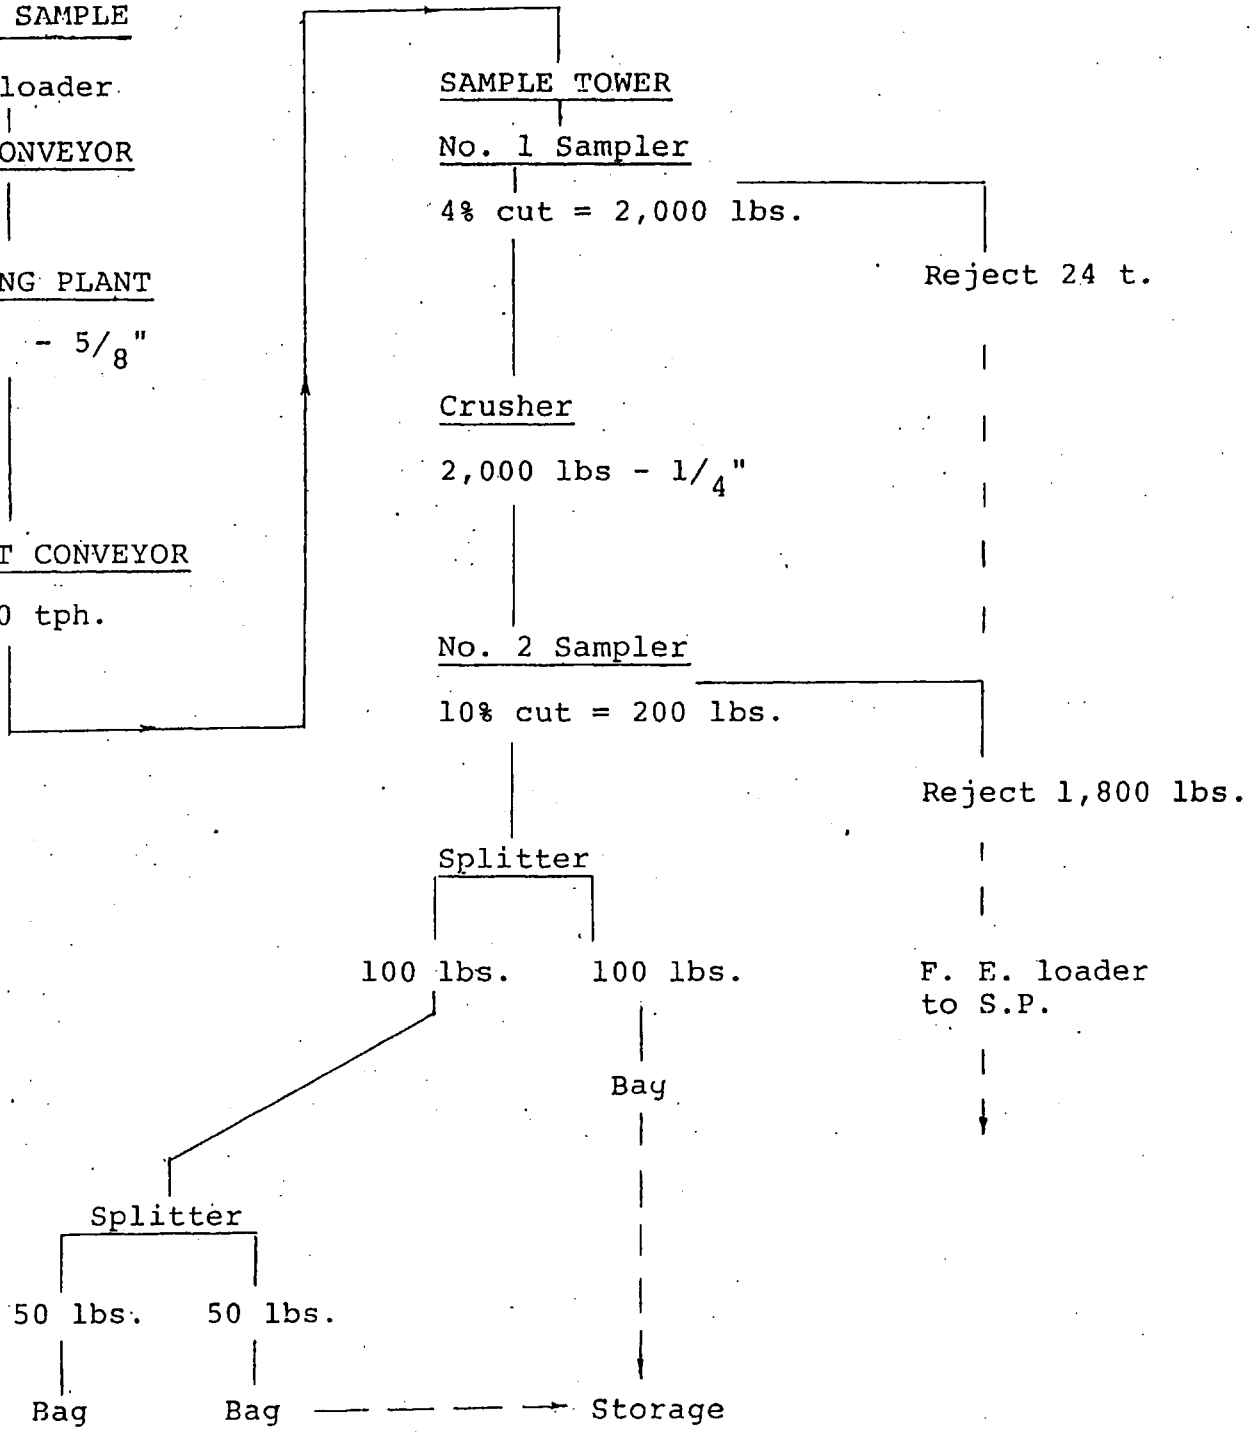 SAMPLE
loader
ONVEYOR
NG PLANT
- 5/8"
T CONVEYOR
0 tph.
SAMPLE TOWER
No. 1 Sampler
4% cut = 2,000 lbs.
Reject 24 t.
Crusher
2,000 lbs - 1/4"
No. 2 Sampler
10% cut = 200 lbs.
Reject 1,800 lbs.
Splitter
100 lbs. 100 lbs.
F. E. loader
to S.P.
Bag
Splitter
50 lbs. 50 lbs.
Bag Bag Storage